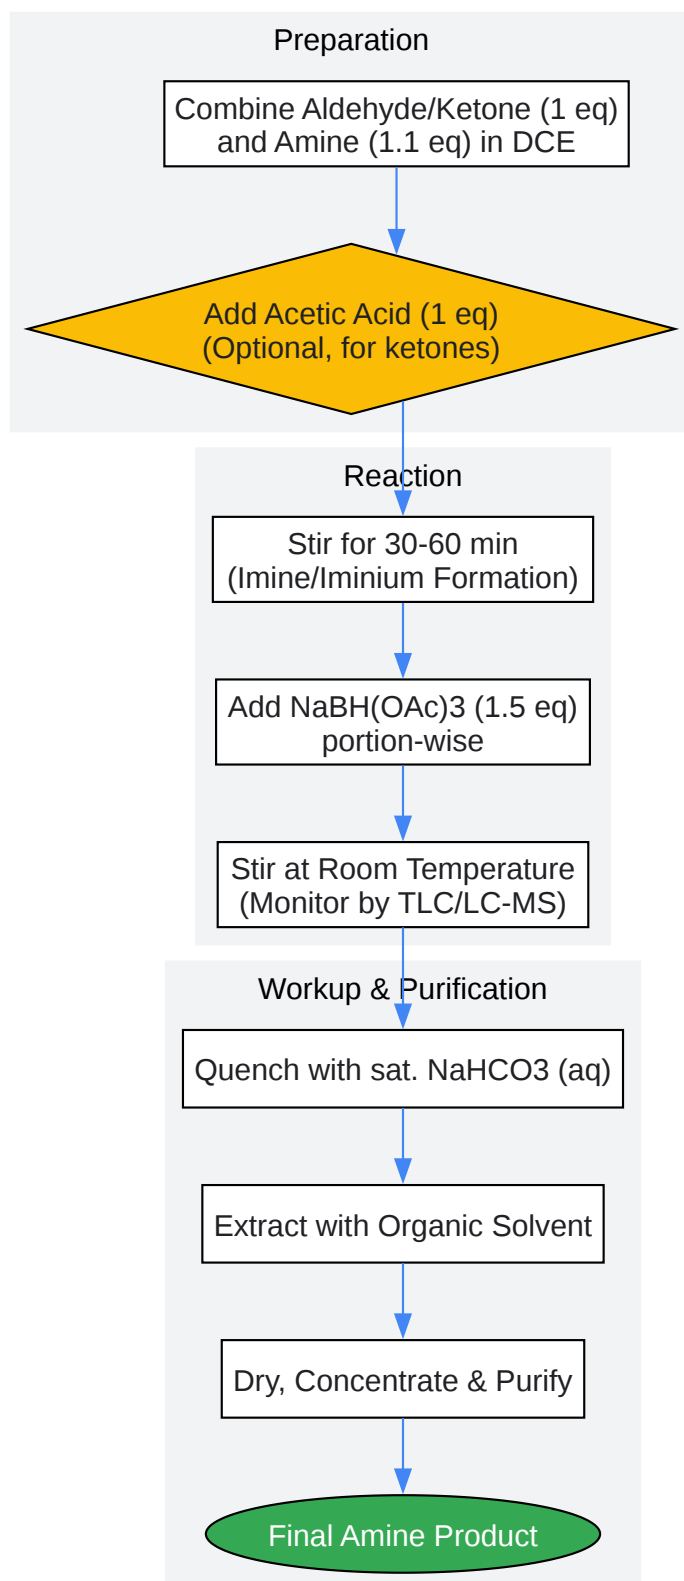 Preparation
Combine Aldehyde/Ketone (1 eq)
and Amine (1.1 eq) in DCE
Add Acetic Acid (1 eq)
(Optional, for ketones)
Reaction
Stir for 30-60 min
(Imine/Iminium Formation)
Add NaBH(OAc)3 (1.5 eq)
portion-wise
Stir at Room Temperature
(Monitor by TLC/LC-MS)
Workup & Purification
Quench with sat. NaHCO3 (aq)
Extract with Organic Solvent
Dry, Concentrate & Purify
Final Amine Product